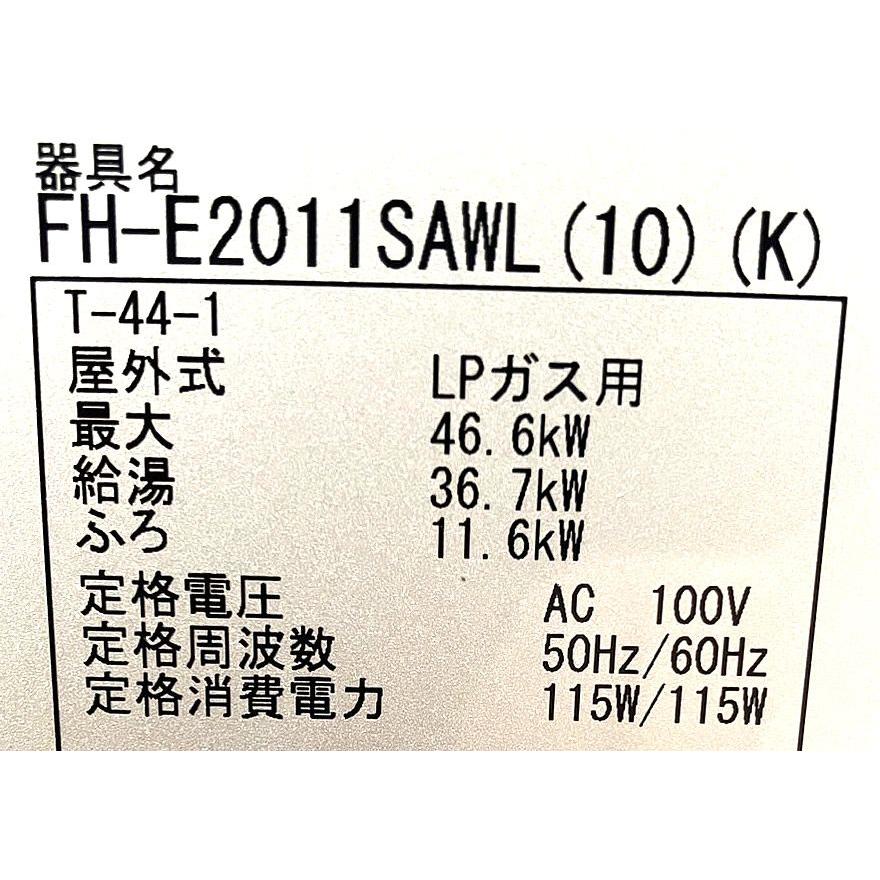 器具名
FH-E2011SAWL(10)(K)
T-44-1
屋外式 LPガス用
最大 46.6kW
給湯 36.7kW
ふろ 11.6kW
定格電圧 AC 100V
定格周波数 50Hz/60Hz
定格消費電力 115W/115W